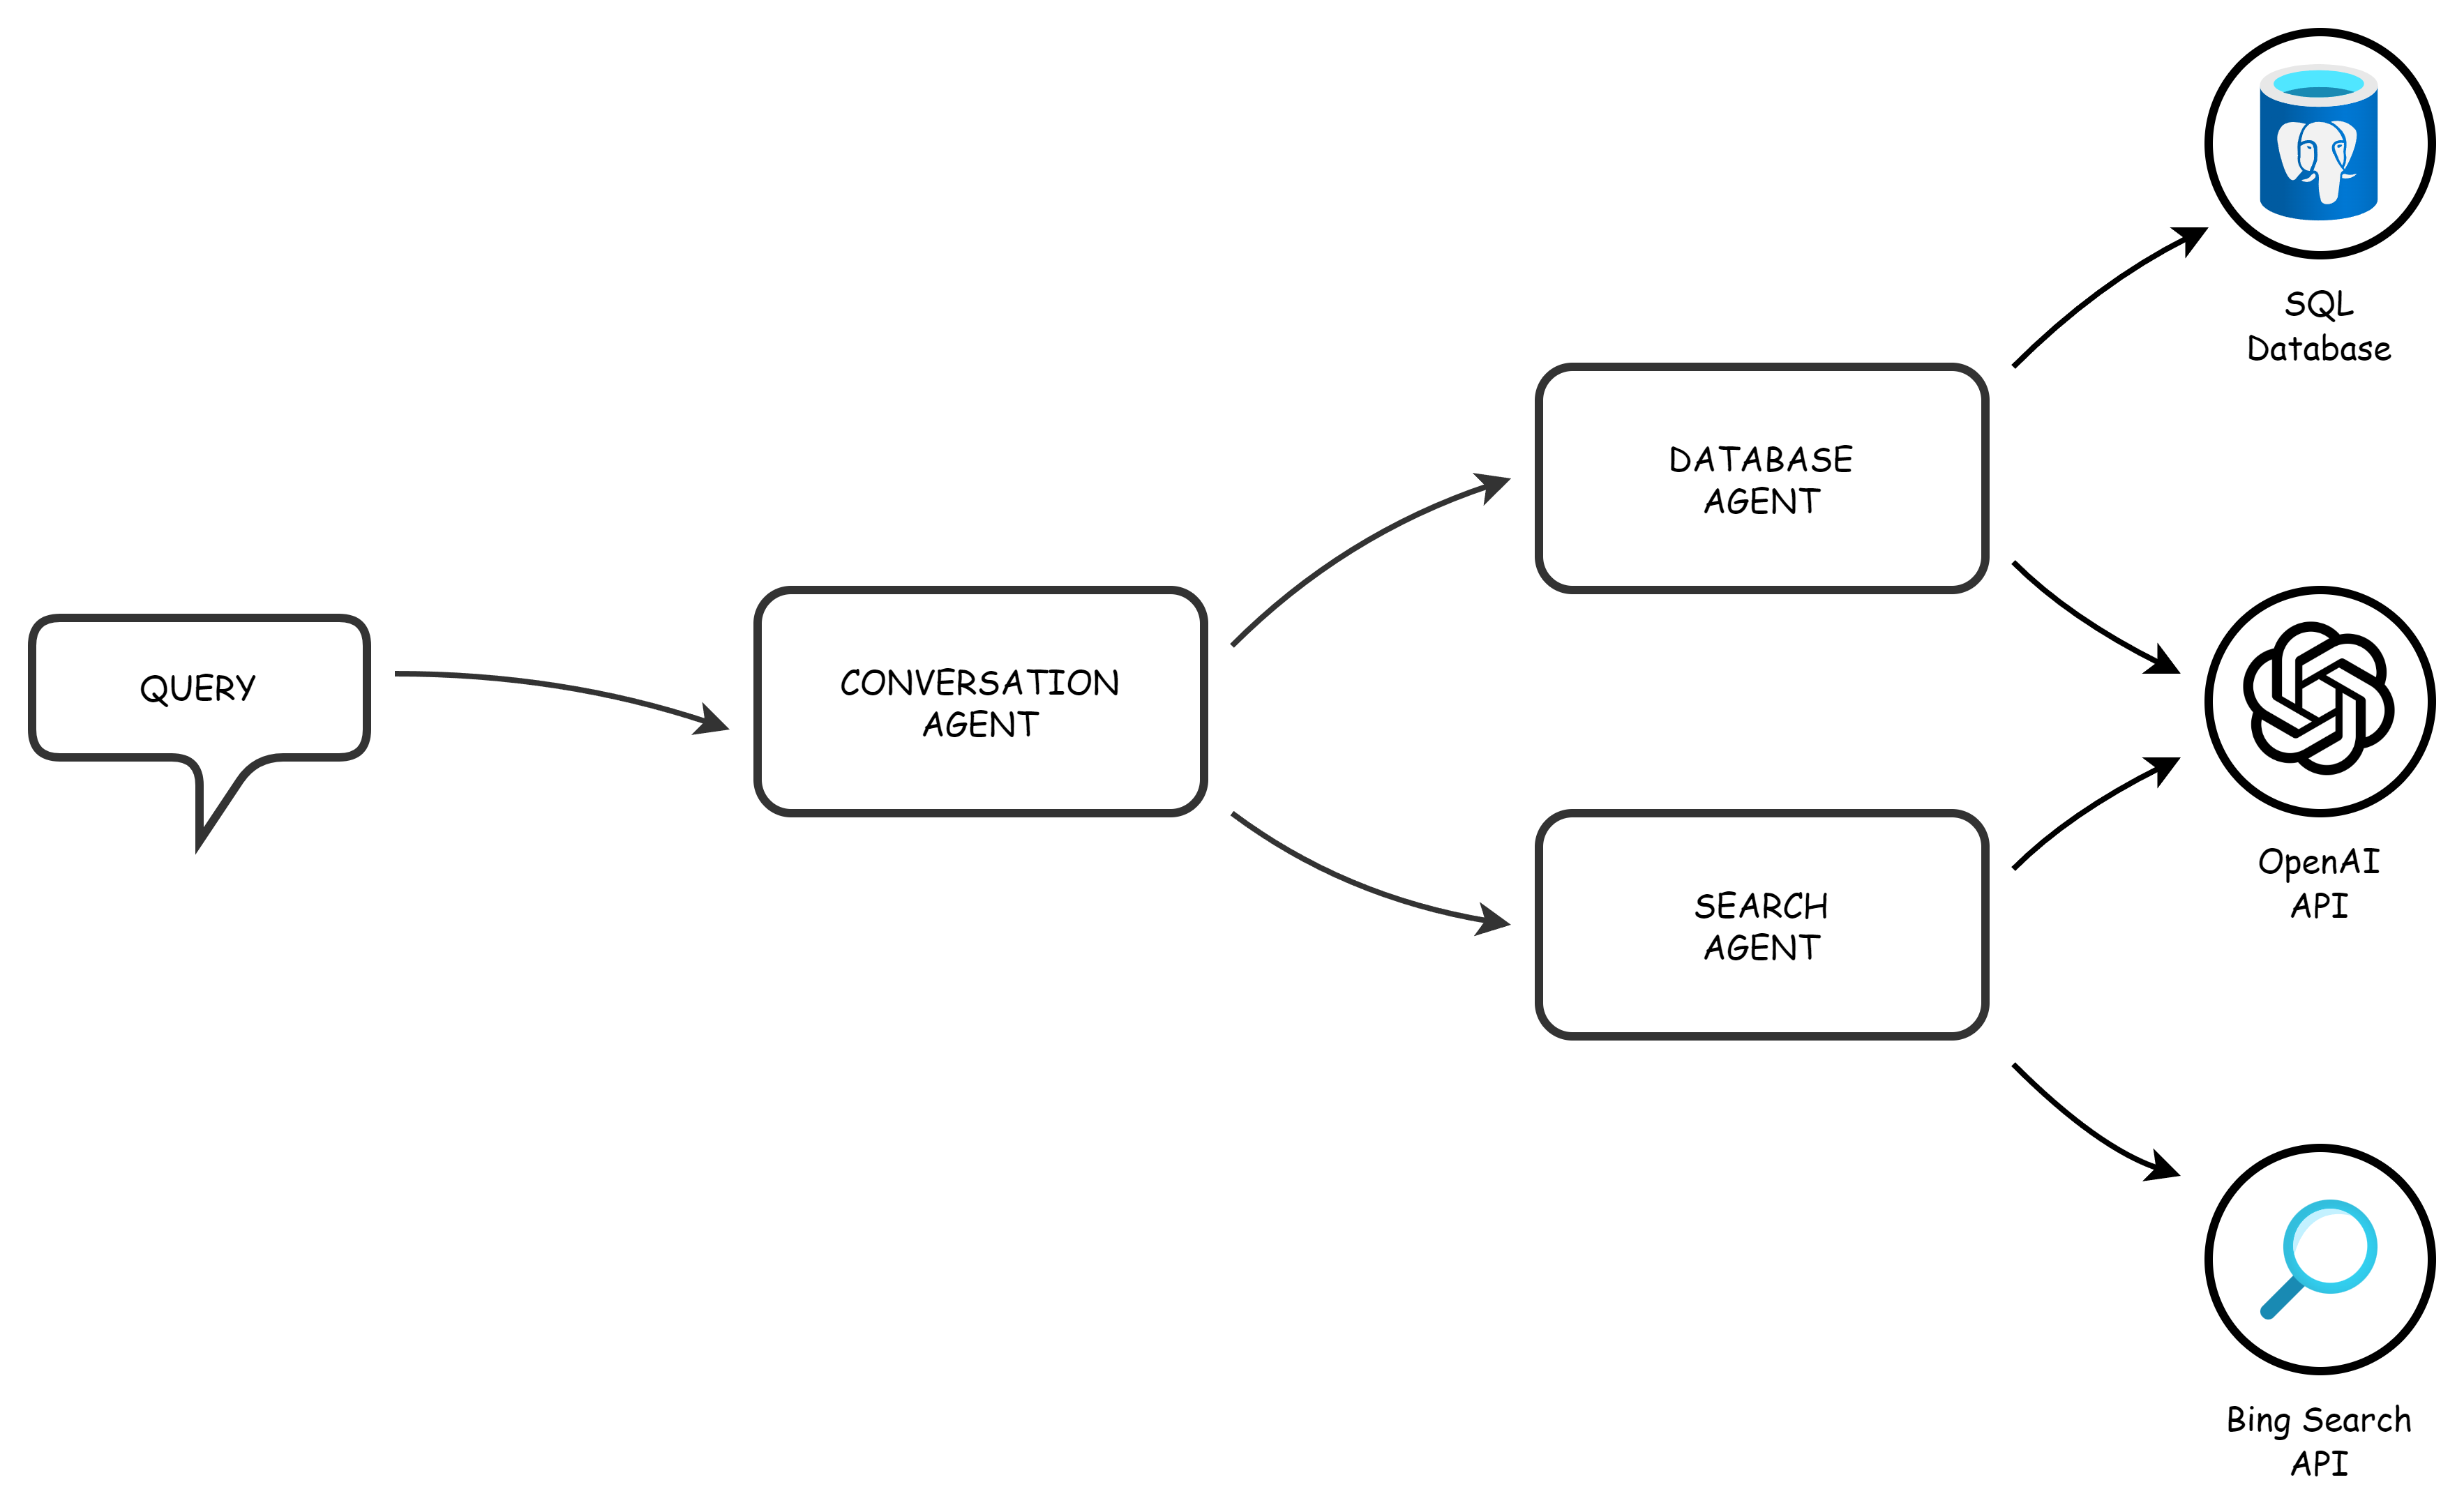 QUERY
CONVERSATION
AGENT
DATABASE
AGENT
SEARCH
AGENT
SQL
Database
OpenAI
API
Bing Search
API